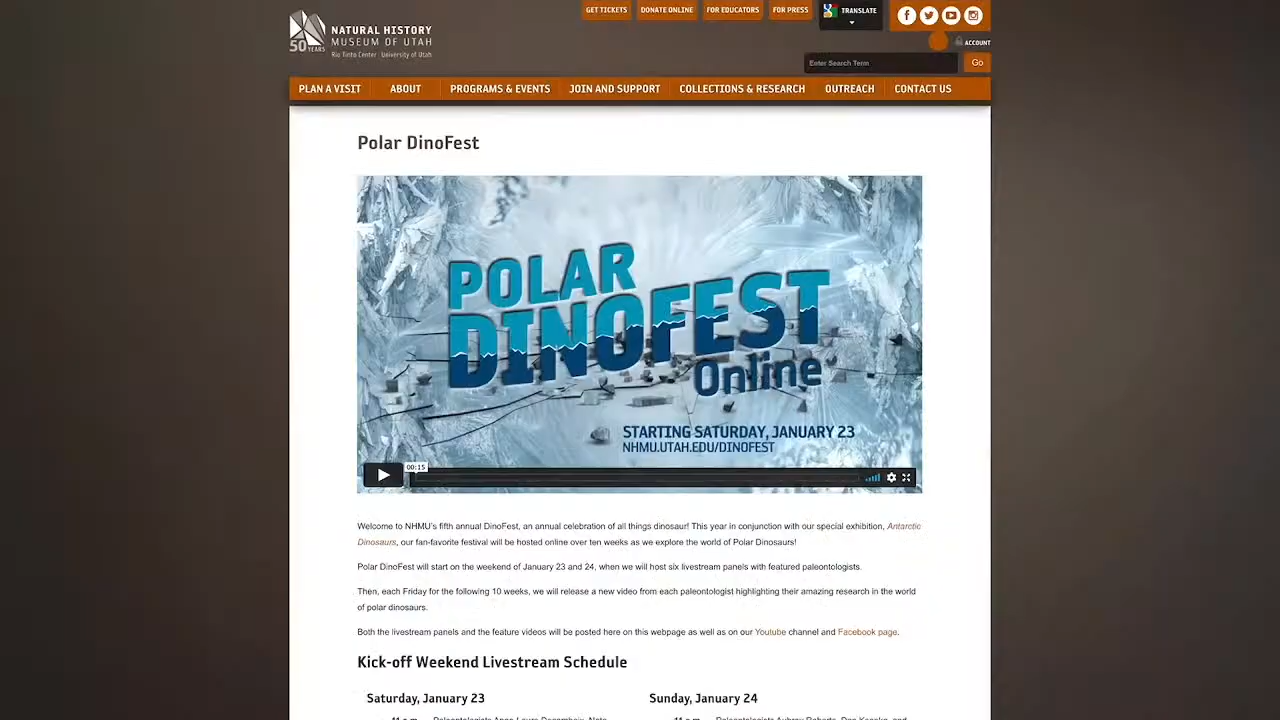 GET TICKETS
DONATE ONLINE
FOR EDUCATORS
FOR PRESS
TRANSLATE
50 YEARS
NATURAL HISTORY
MUSEUM OF UTAH
Rio Tinto Center University of Utah
ACCOUNT
Enter Search Term
Go
PLAN A VISIT
ABOUT
PROGRAMS & EVENTS
JOIN AND SUPPORT
COLLECTIONS & RESEARCH
OUTREACH
CONTACT US
Polar DinoFest
POLAR
DINOFEST
Online
STARTING SATURDAY, JANUARY 23
NHMU.UTAH.EDU/DINOFEST
00:15
Welcome to NHMU's fifth annual DinoFest, an annual celebration of all things dinosaur! This year in conjunction with our special exhibition, Antarctic
Dinosaurs, our fan-favorite festival will be hosted online over ten weeks as we explore the world of Polar Dinosaurs!
Polar DinoFest will start on the weekend of January 23 and 24, when we will host six livestream panels with featured paleontologists.
Then, each Friday for the following 10 weeks, we will release a new video from each paleontologist highlighting their amazing research in the world
of polar dinosaurs.
Both the livestream panels and the feature videos will be posted here on this webpage as well as on our Youtube channel and Facebook page.
Kick-off Weekend Livestream Schedule
Saturday, January 23
Sunday, January 24